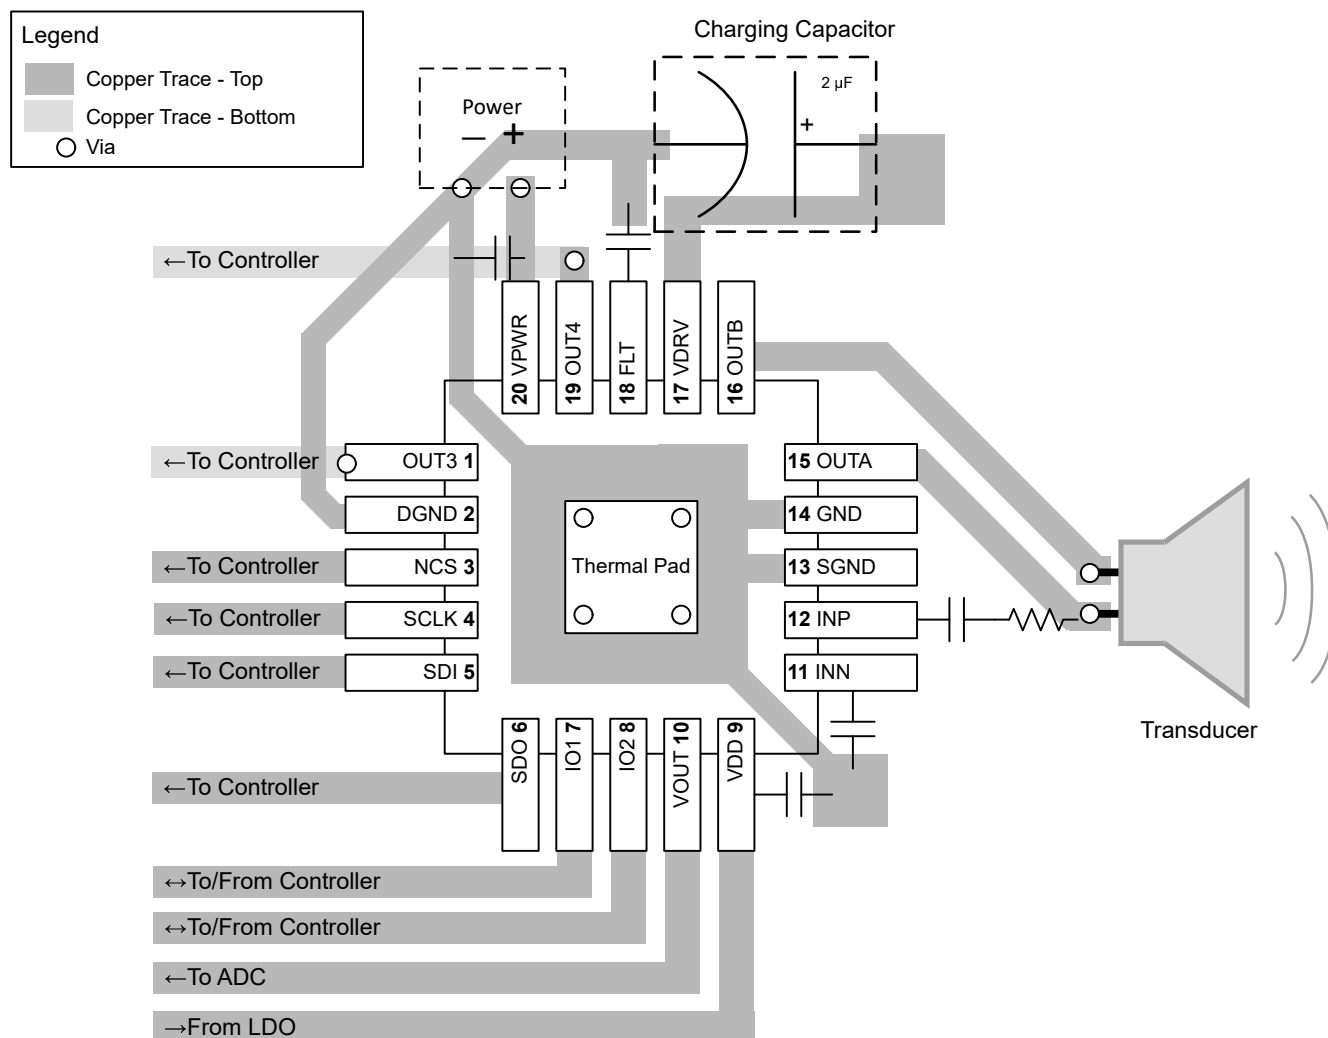 Legend
Copper Trace - Top
Copper Trace - Bottom
Via
Charging Capacitor
2 µF
+
Power
— +
←To Controller
20 VPWR
19 OUT4
18 FLT
17 VDRV
16 OUTB
←To Controller
OUT3 1
15 OUTA
DGND 2
14 GND
←To Controller
NCS 3
Thermal Pad
13 SGND
←To Controller
SCLK 4
12 INP
←To Controller
SDI 5
11 INN
Transducer
SDO 6
IO1 7
IO2 8
VOUT 10
VDD 9
←To Controller
↔To/From Controller
↔To/From Controller
←To ADC
→From LDO